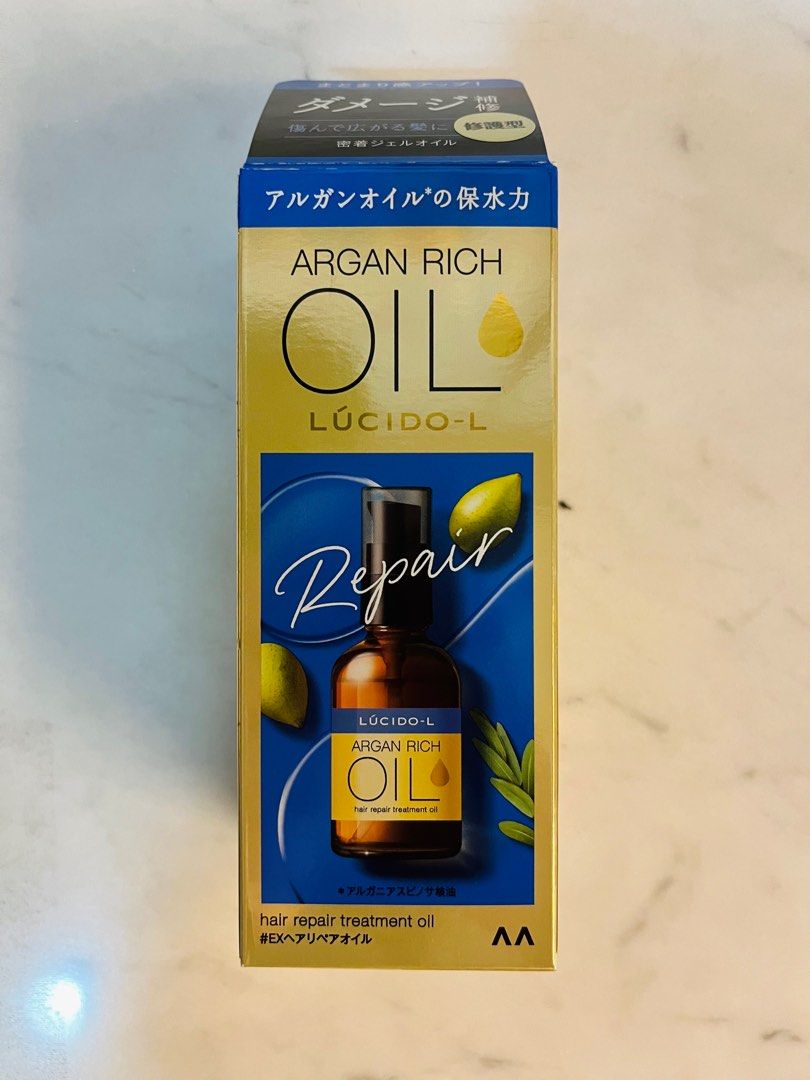 まとまり感アップ!
ダメージ補修
傷んで広がる髪に
修護型
密着ジェルオイル
アルガンオイル*の保水力
ARGAN RICH
OIL
LÚCIDO-L
Repair
LÚCIDO-L
ARGAN RICH
OIL
hair repair treatment oil
*アルガニアスピノサ核油
hair repair treatment oil
#EXヘアリペアオイル